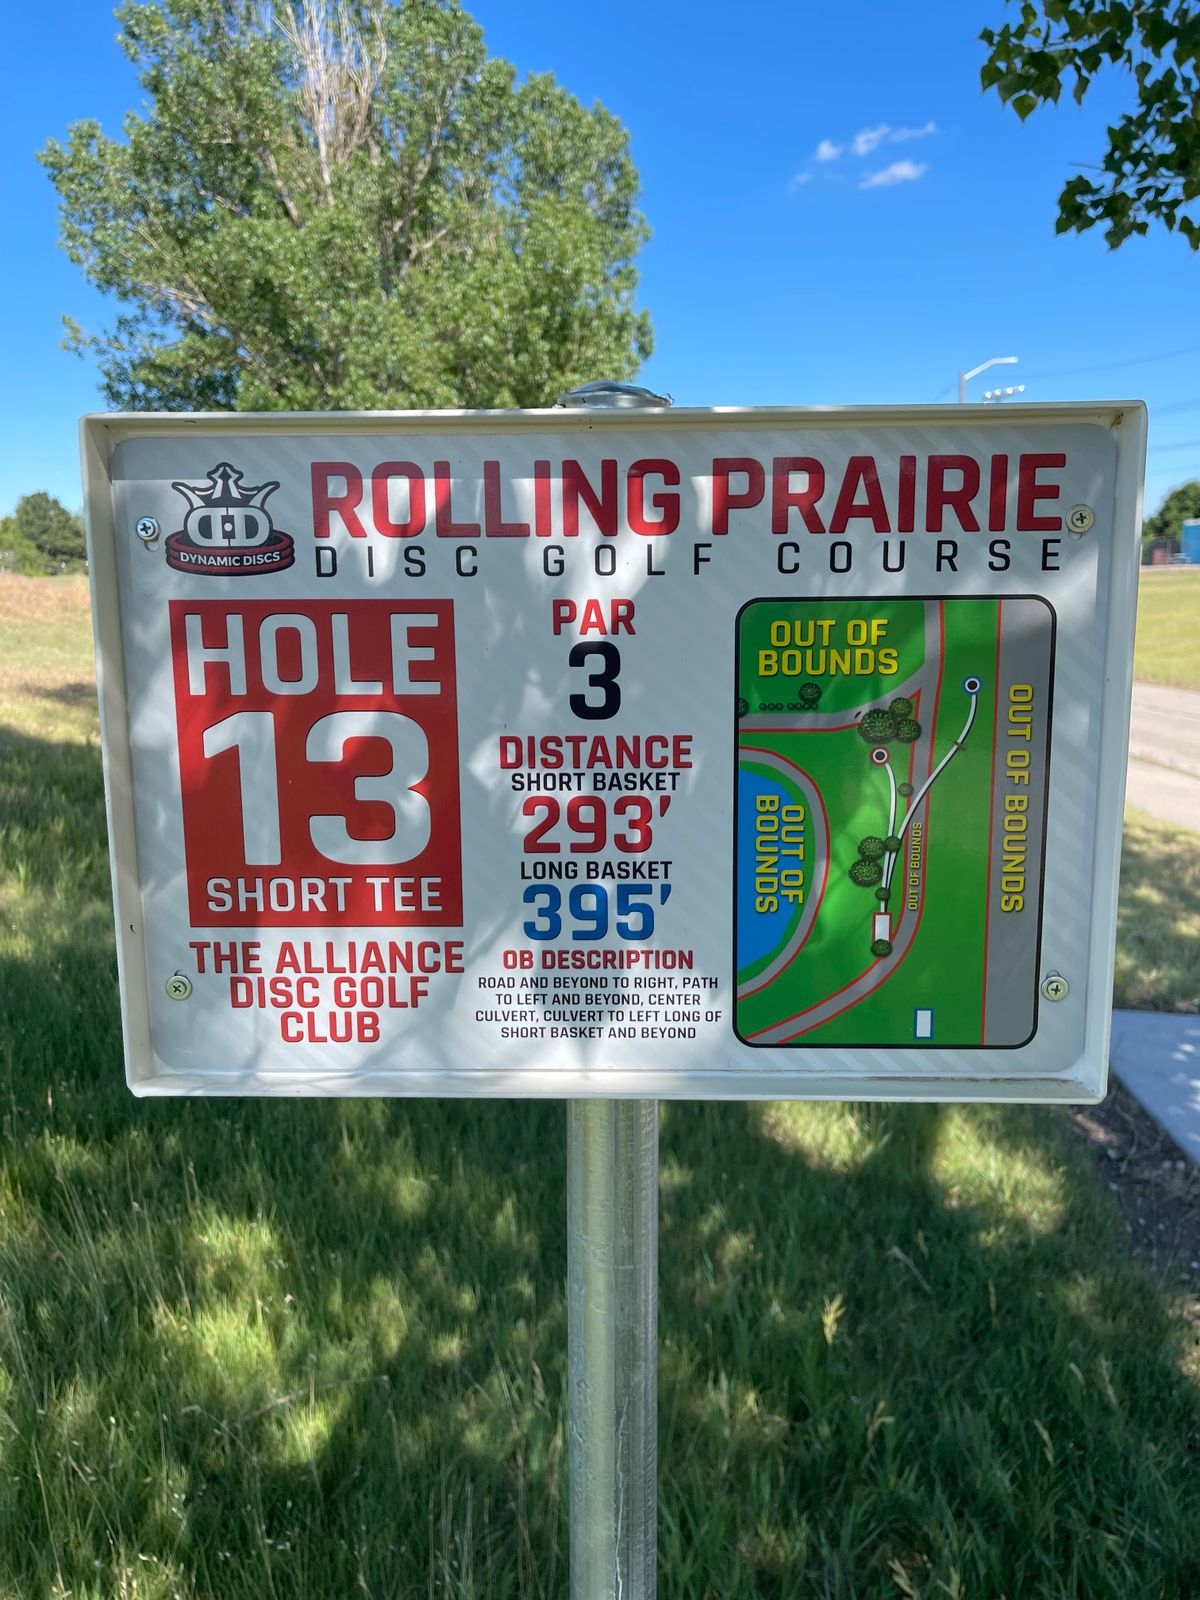 DYNAMIC DISCS
ROLLING PRAIRIE
DISC GOLF COURSE
HOLE
13
SHORT TEE
THE ALLIANCE
DISC GOLF
CLUB
PAR
3
DISTANCE
SHORT BASKET
293'
LONG BASKET
395'
OB DESCRIPTION
ROAD AND BEYOND TO RIGHT, PATH
TO LEFT AND BEYOND, CENTER
CULVERT, CULVERT TO LEFT LONG OF
SHORT BASKET AND BEYOND
OUT OF
BOUNDS
OUT OF BOUNDS
OUT OF
BOUNDS
OUT OF BOUNDS